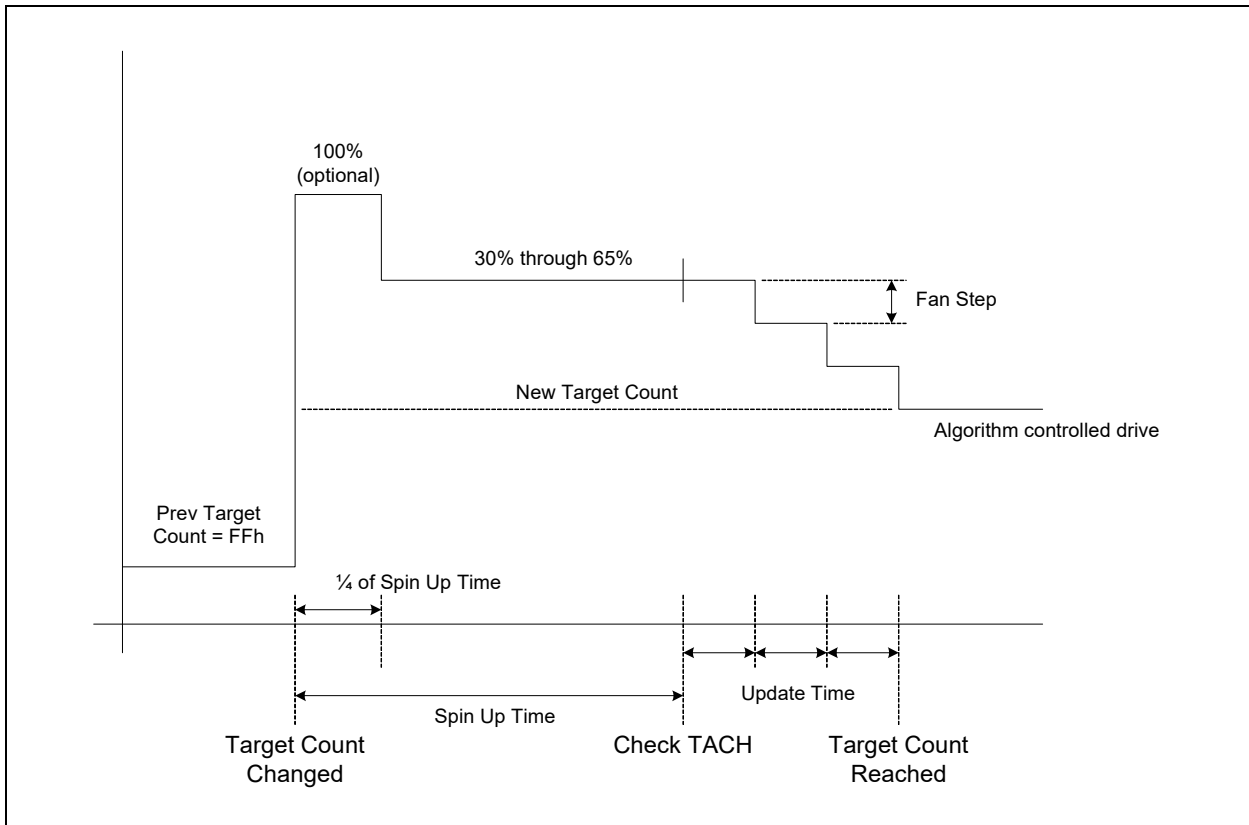 100%
(optional)
30% through 65%
Fan Step
New Target Count
Algorithm controlled drive
Prev Target
Count = FFh
¼ of Spin Up Time
Update Time
Spin Up Time
Target Count
Changed
Check TACH
Target Count
Reached